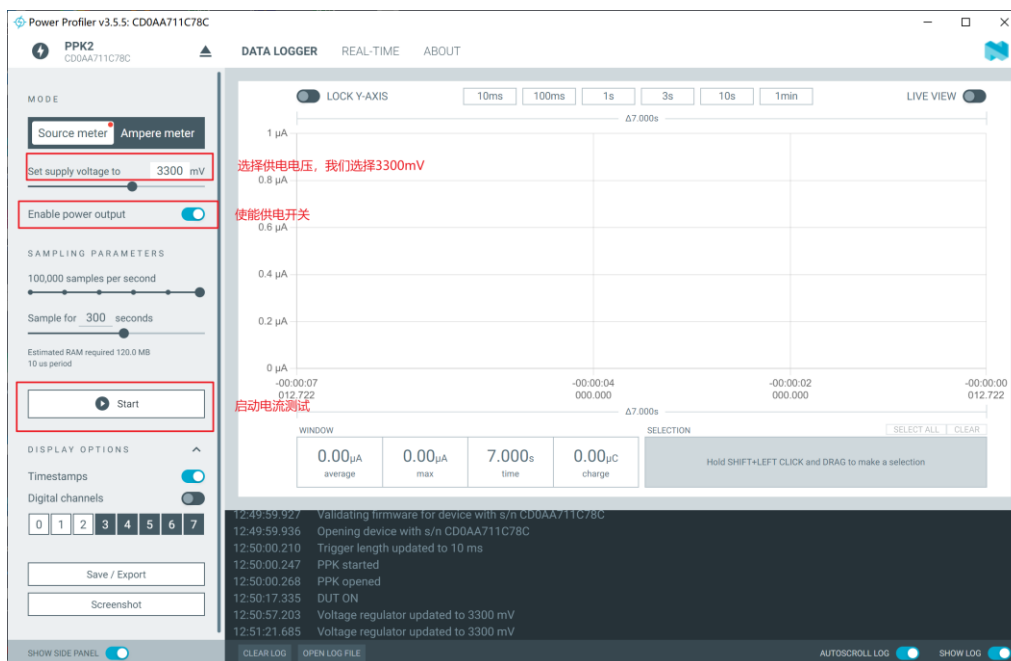 Power Profiler v3.5.5: CD0AA711C78C
PPK2
CD0AA711C78C
DATA LOGGER
REAL-TIME
ABOUT
MODE
Source meter
Ampere meter
Set supply voltage to 3300 mV
Enable power output
SAMPLING PARAMETERS
100,000 samples per second
Sample for 300 seconds
Estimated RAM required 120.0 MB
10 us period
Start
DISPLAY OPTIONS
Timestamps
Digital channels
0 1 2 3 4 5 6 7
Save / Export
Screenshot
SHOW SIDE PANEL
LOCK Y-AXIS
10ms
100ms
1s
3s
10s
1min
LIVE VIEW
Δ7.000s
1 µA
选择供电电压，我们选择3300mV
0.8 µA
使能供电开关
0.6 µA
0.4 µA
0.2 µA
0 µA
-00:00:07
012.722
-00:00:04
000.000
-00:00:02
000.000
-00:00:00
012.722
启动电流测试
Δ7.000s
WINDOW
0.00µA
average
0.00µA
max
7.000s
time
0.00µC
charge
SELECTION
SELECT ALL
CLEAR
Hold SHIFT+LEFT CLICK and DRAG to make a selection
12:49:59.927 Validating firmware for device with s/n CD0AA711C78C
12:49:59.936 Opening device with s/n CD0AA711C78C
12:50:00.210 Trigger length updated to 10 ms
12:50:00.247 PPK started
12:50:00.268 PPK opened
12:50:17.335 DUT ON
12:50:57.203 Voltage regulator updated to 3300 mV
12:51:21.685 Voltage regulator updated to 3300 mV
CLEAR LOG
OPEN LOG FILE
AUTOSCROLL LOG
SHOW LOG